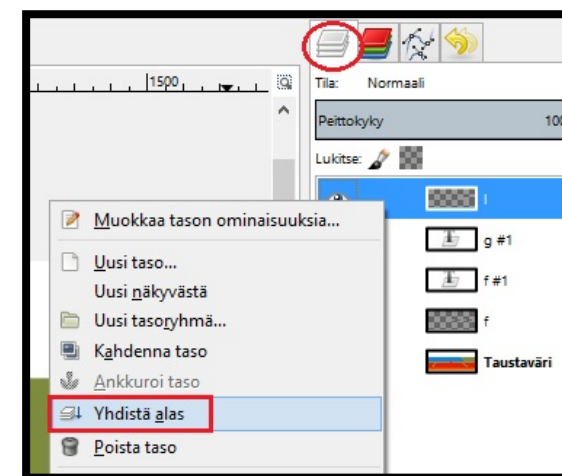 1500
Tila: Normaali
Peittokyky 100
Lukitse:
l
Muokkaa tason ominaisuuksia...
g #1
Uusi taso...
Uusi näkyvästä
f #1
Uusi tasoryhmä...
f
Kahdenna taso
Ankkuroi taso
Taustaväri
Yhdistä alas
Poista taso